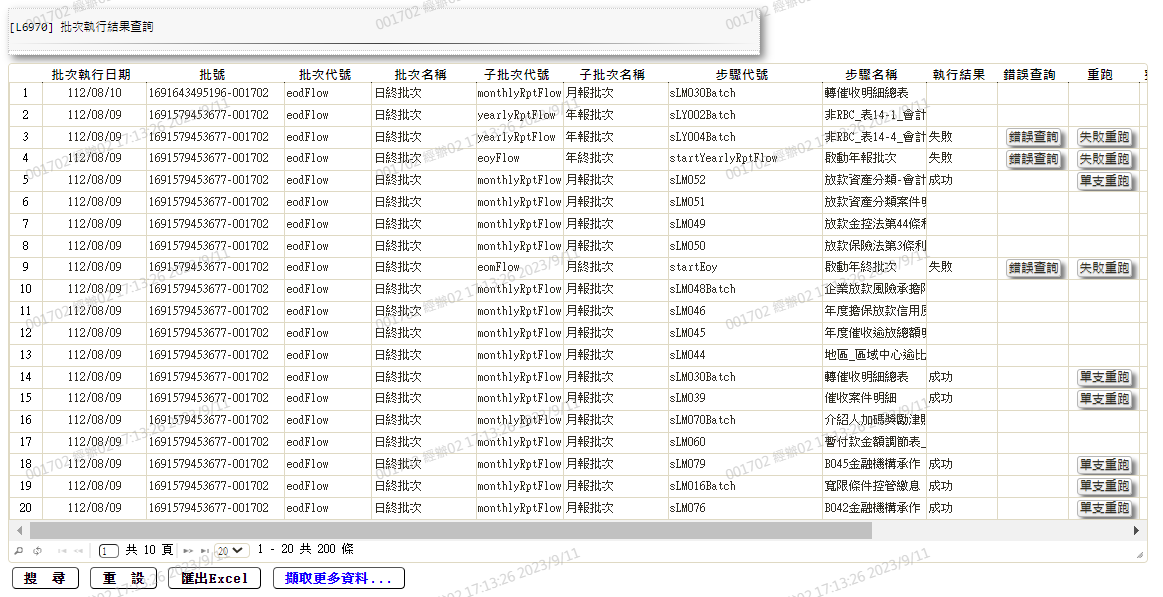 [L6970] 批次執行結果查詢
批次執行日期 批號 批次代號 批次名稱 子批次代號 子批次名稱 步驟代號 步驟名稱 執行結果 錯誤查詢 重跑
1 112/08/10 1691643495196-001702 eodFlow 日終批次 monthlyRptFlow 月報批次 sLM030Batch 轉催收明細總表
2 112/08/09 1691579453677-001702 eodFlow 日終批次 yearlyRptFlow 年報批次 sLY002Batch 非RBC_表14-1_會計
3 112/08/09 1691579453677-001702 eodFlow 日終批次 yearlyRptFlow 年報批次 sLY004Batch 非RBC_表14-4_會計 失敗 錯誤查詢 失敗重跑
4 112/08/09 1691579453677-001702 eodFlow 日終批次 eoyFlow 年終批次 startYearlyRptFlow 啟動年報批次 失敗 錯誤查詢 失敗重跑
5 112/08/09 1691579453677-001702 eodFlow 日終批次 monthlyRptFlow 月報批次 sLM052 放款資產分類-會計 成功 單支重跑
6 112/08/09 1691579453677-001702 eodFlow 日終批次 monthlyRptFlow 月報批次 sLM051 放款資產分類案件明
7 112/08/09 1691579453677-001702 eodFlow 日終批次 monthlyRptFlow 月報批次 sLM049 放款金控法第44條利
8 112/08/09 1691579453677-001702 eodFlow 日終批次 monthlyRptFlow 月報批次 sLM050 放款保險法第3條利
9 112/08/09 1691579453677-001702 eodFlow 日終批次 eomFlow 月終批次 startEoy 啟動年終批次 失敗 錯誤查詢 失敗重跑
10 112/08/09 1691579453677-001702 eodFlow 日終批次 monthlyRptFlow 月報批次 sLM048Batch 企業放款風險承擔限
11 112/08/09 1691579453677-001702 eodFlow 日終批次 monthlyRptFlow 月報批次 sLM046 年度擔保放款信用
12 112/08/09 1691579453677-001702 eodFlow 日終批次 monthlyRptFlow 月報批次 sLM045 年度催收逾放總額明
13 112/08/09 1691579453677-001702 eodFlow 日終批次 monthlyRptFlow 月報批次 sLM044 地區_區域中心逾比
14 112/08/09 1691579453677-001702 eodFlow 日終批次 monthlyRptFlow 月報批次 sLM030Batch 轉催收明細總表 成功 單支重跑
15 112/08/09 1691579453677-001702 eodFlow 日終批次 monthlyRptFlow 月報批次 sLM039 催收案件明細 成功 單支重跑
16 112/08/09 1691579453677-001702 eodFlow 日終批次 monthlyRptFlow 月報批次 sLM070Batch 介紹人加碼獎勵津貼
17 112/08/09 1691579453677-001702 eodFlow 日終批次 monthlyRptFlow 月報批次 sLM060 暫付款金額調節表_
18 112/08/09 1691579453677-001702 eodFlow 日終批次 monthlyRptFlow 月報批次 sLM079 B045金融機構承作 成功 單支重跑
19 112/08/09 1691579453677-001702 eodFlow 日終批次 monthlyRptFlow 月報批次 sLM016Batch 寬限條件控管繳息 成功 單支重跑
20 112/08/09 1691579453677-001702 eodFlow 日終批次 monthlyRptFlow 月報批次 sLM076 B042金融機構承作 成功 單支重跑
1 共 10 頁 20 1 - 20 共 200 條
搜 尋 重 設 匯出Excel 擷取更多資料...